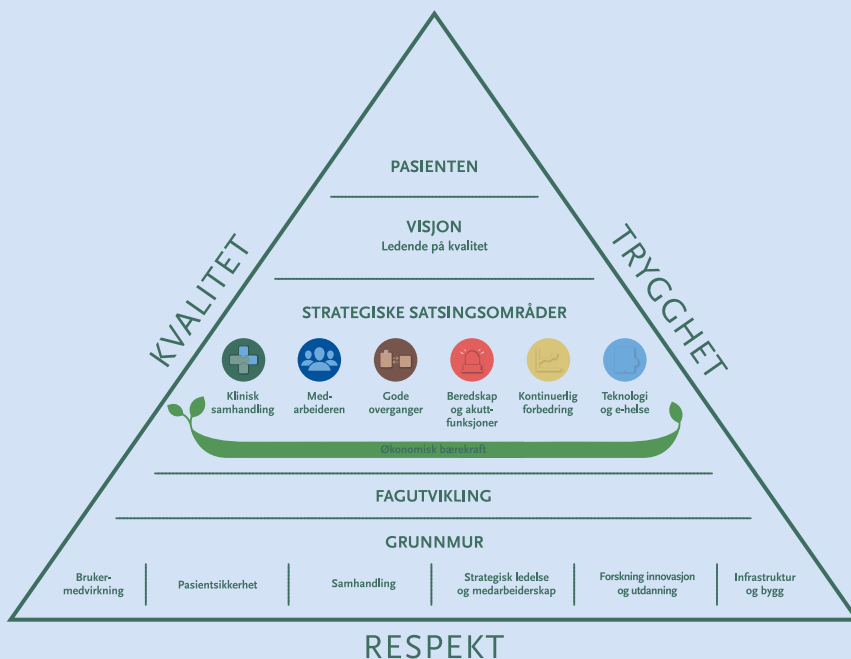 PASIENTEN
VISJON
Ledende på kvalitet
KVALITET
TRYGGHET
STRATEGISKE SATSINGSOMRÅDER
Klinisk
samhandling
Med-
arbeideren
Gode
overganger
Beredskap
og akutt-
funksjoner
Kontinuerlig
forbedring
Teknologi
og e-helse
Økonomisk bærekraft
FAGUTVIKLING
GRUNNMUR
Bruker-
medvirkning
Pasientsikkerhet
Samhandling
Strategisk ledelse
og medarbeiderskap
Forskning innovasjon
og utdanning
Infrastruktur
og bygg
RESPEKT